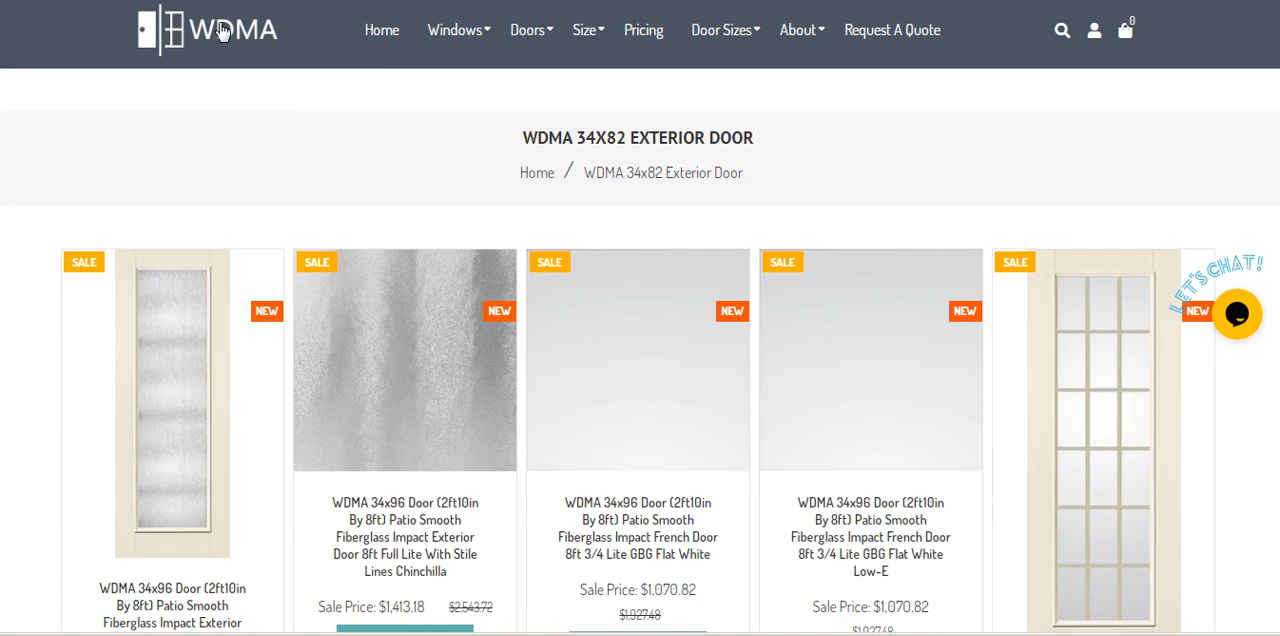 WDMA
Home Windows Doors Size Pricing Door Sizes About Request A Quote 0
WDMA 34X82 EXTERIOR DOOR
Home / WDMA 34x82 Exterior Door
SALE
NEW
WDMA 34x96 Door (2ft10in
By 8ft) Patio Smooth
Fiberglass Impact Exterior
SALE
NEW
WDMA 34x96 Door (2ft10in
By 8ft) Patio Smooth
Fiberglass Impact Exterior
Door 8ft Full Lite With Stile
Lines Chinchilla
Sale Price: $1,413.18 $2,543.72
SALE
NEW
WDMA 34x96 Door (2ft10in
By 8ft) Patio Smooth
Fiberglass Impact French Door
8ft 3/4 Lite GBG Flat White
Sale Price: $1,070.82
$1,927.48
SALE
NEW
WDMA 34x96 Door (2ft10in
By 8ft) Patio Smooth
Fiberglass Impact French Door
8ft 3/4 Lite GBG Flat White
Low-E
Sale Price: $1,070.82
$1,927.48
SALE
NEW
LET'S CHAT!